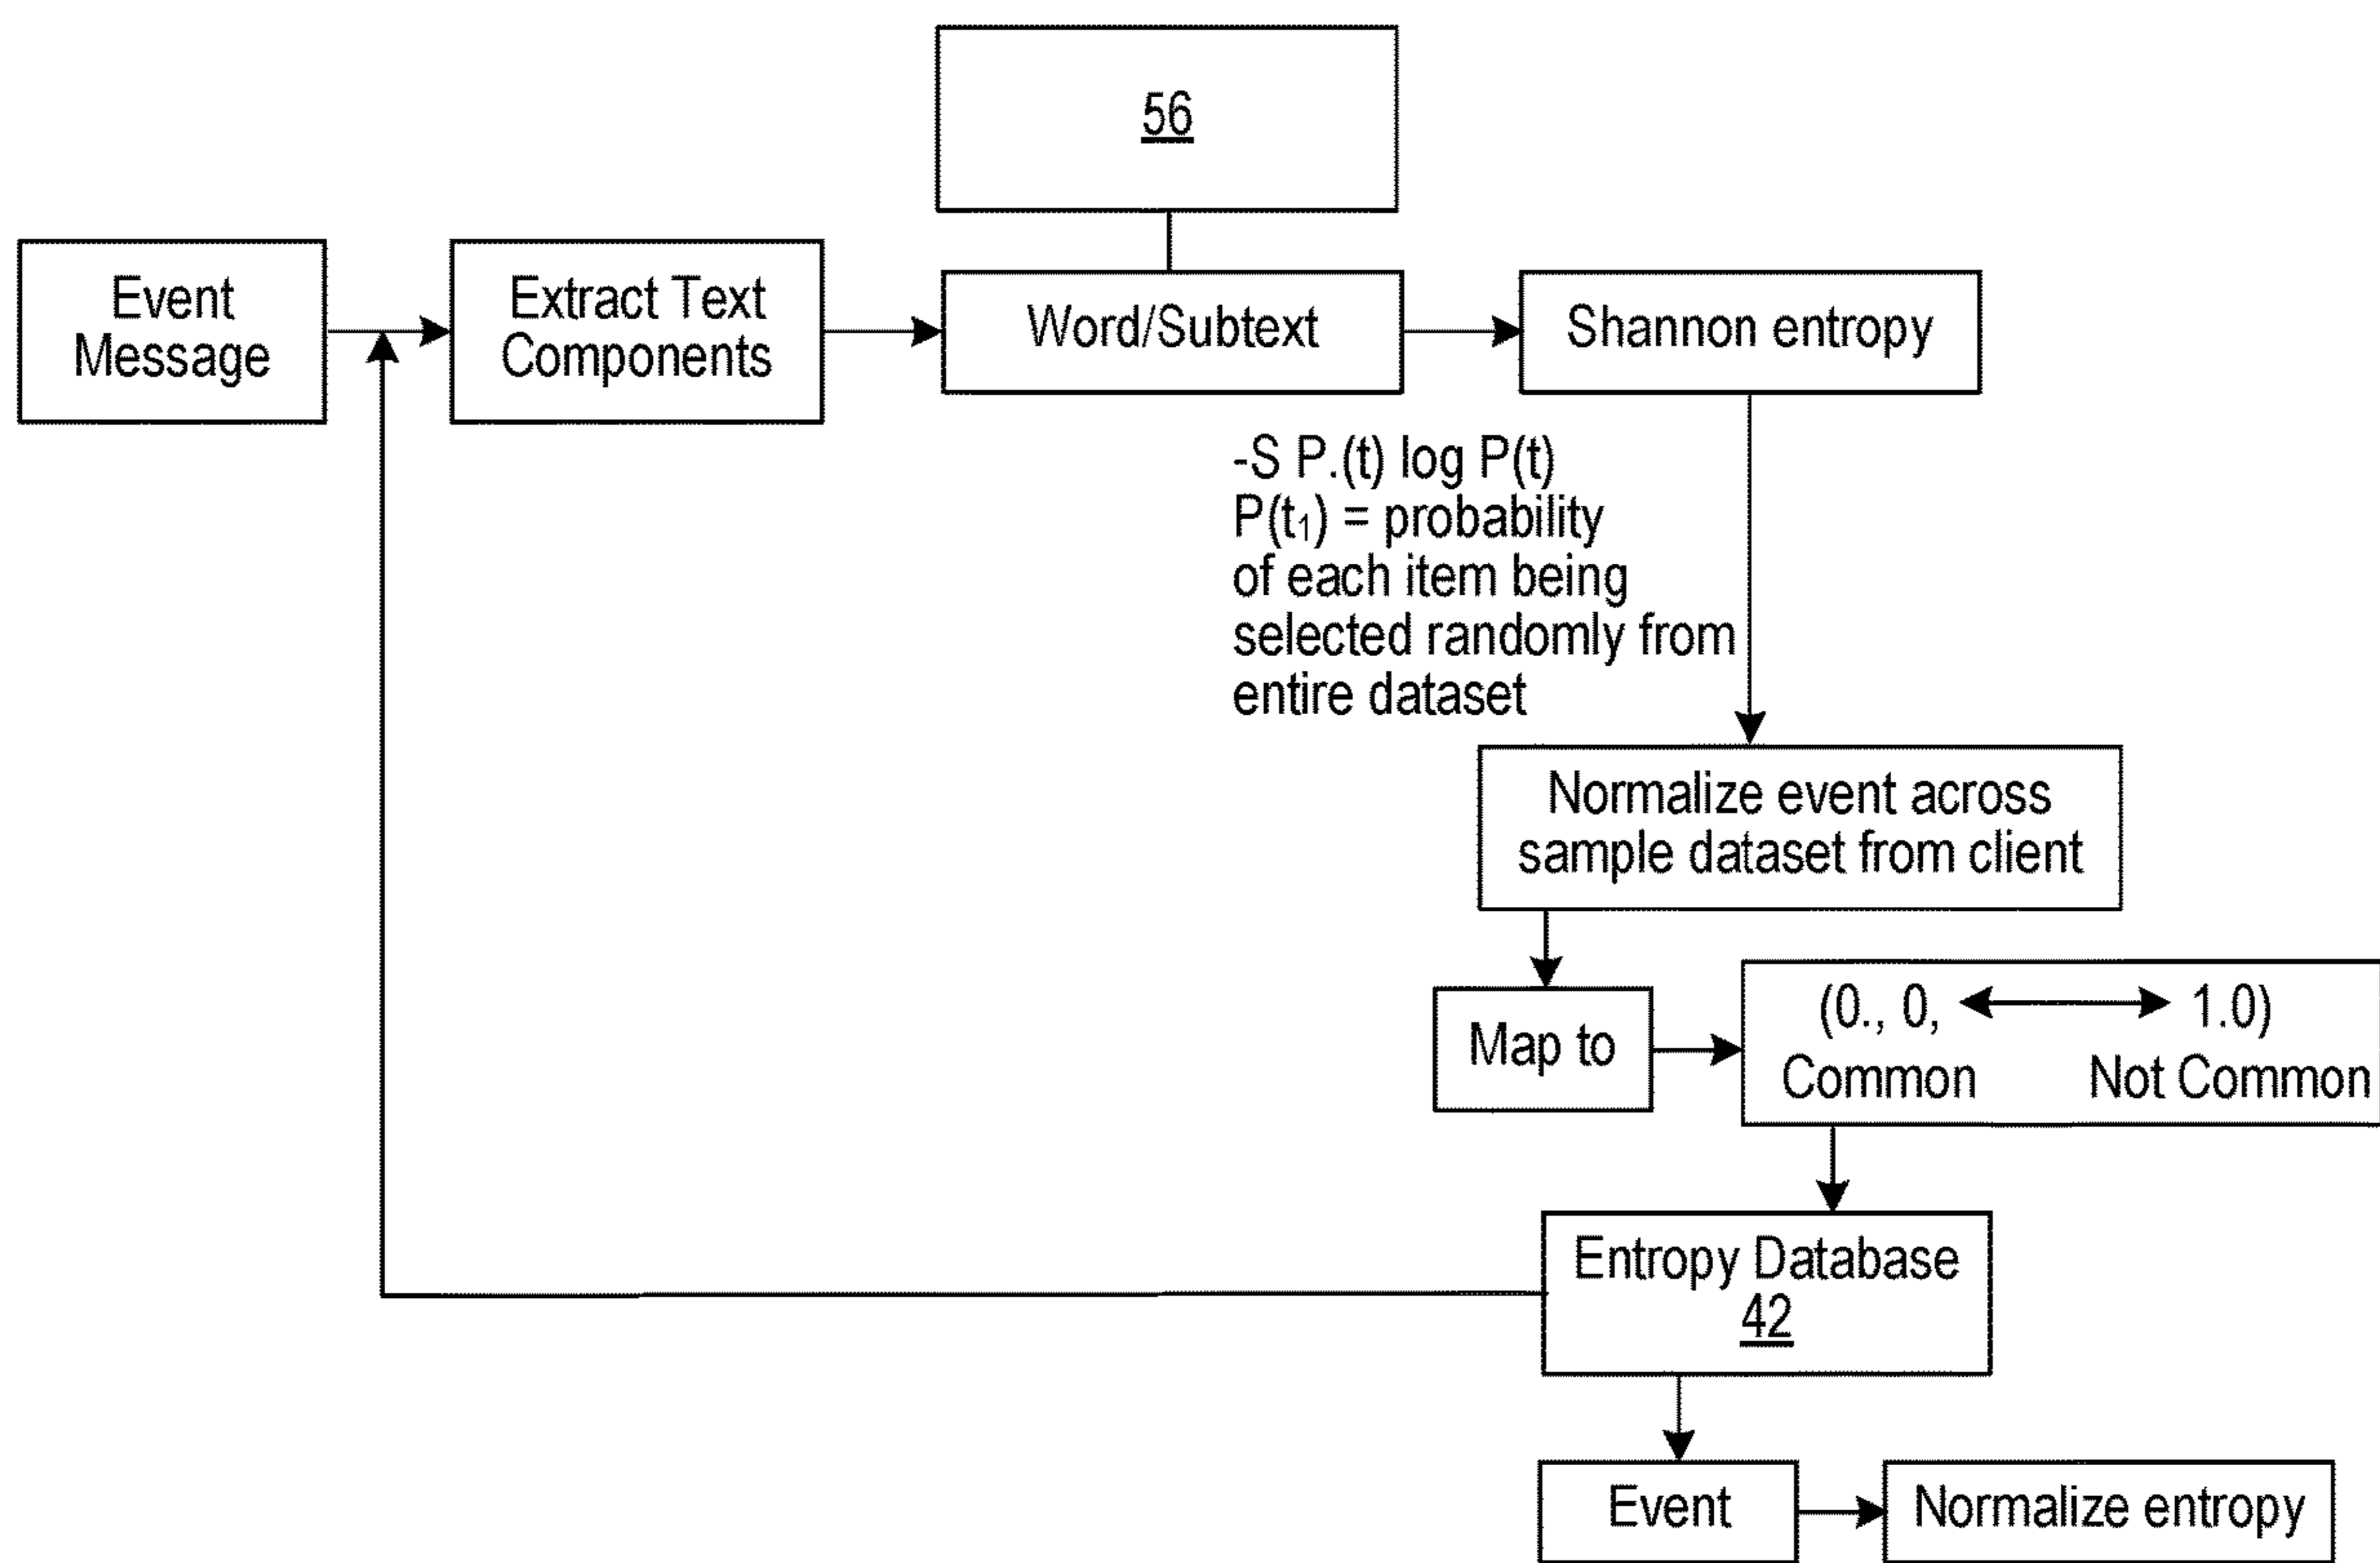 56
Event
Message
Extract Text
Components
Word/Subtext
Shannon entropy
-S P.(t) log P(t)
P(t₁) = probability
of each item being
selected randomly from
entire dataset
Normalize event across
sample dataset from client
Map to
(0., 0, 1.0)
Common Not Common
Entropy Database
42
Event
Normalize entropy